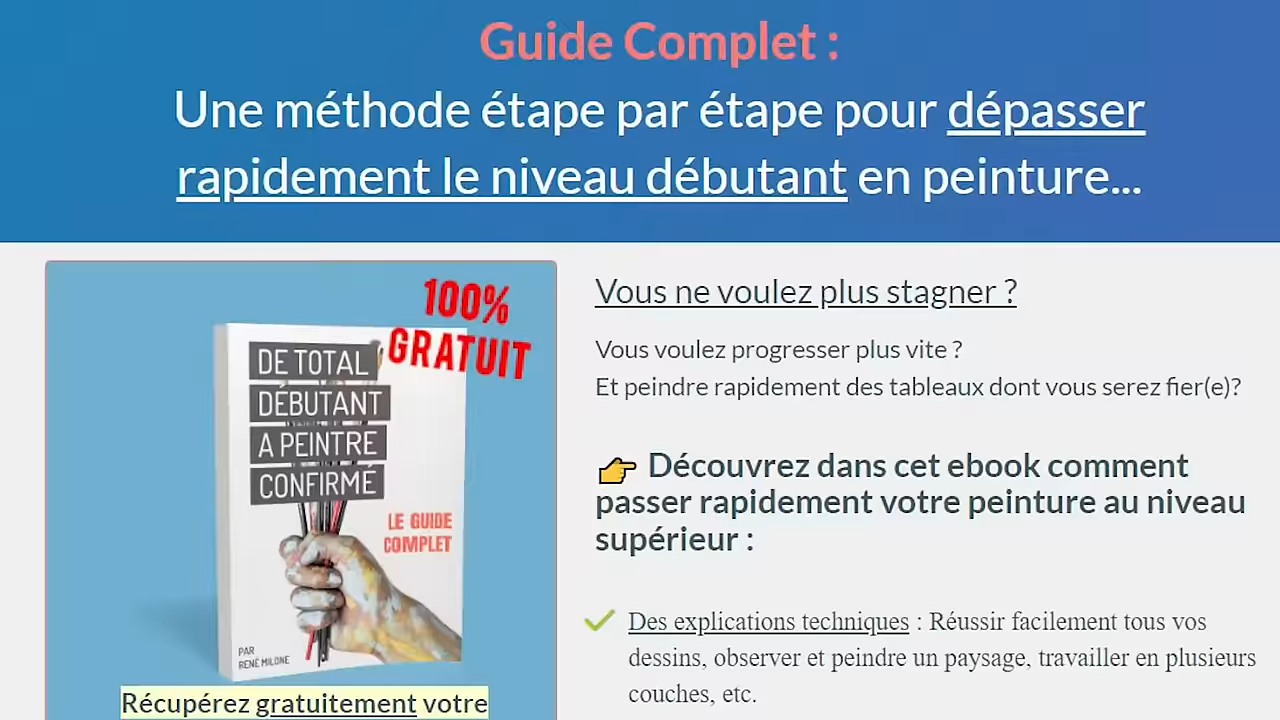 Guide Complet :
Une méthode étape par étape pour dépasser
rapidement le niveau débutant en peinture...
100%
GRATUIT
DE TOTAL
DÉBUTANT
A PEINTRE
CONFIRMÉ
LE GUIDE
COMPLET
PAR
RENÉ MILONE
Récupérez gratuitement votre
Vous ne voulez plus stagner ?
Vous voulez progresser plus vite ?
Et peindre rapidement des tableaux dont vous serez fier(e)?
👉 Découvrez dans cet ebook comment
passer rapidement votre peinture au niveau
supérieur :
Des explications techniques : Réussir facilement tous vos
dessins, observer et peindre un paysage, travailler en plusieurs
couches, etc.